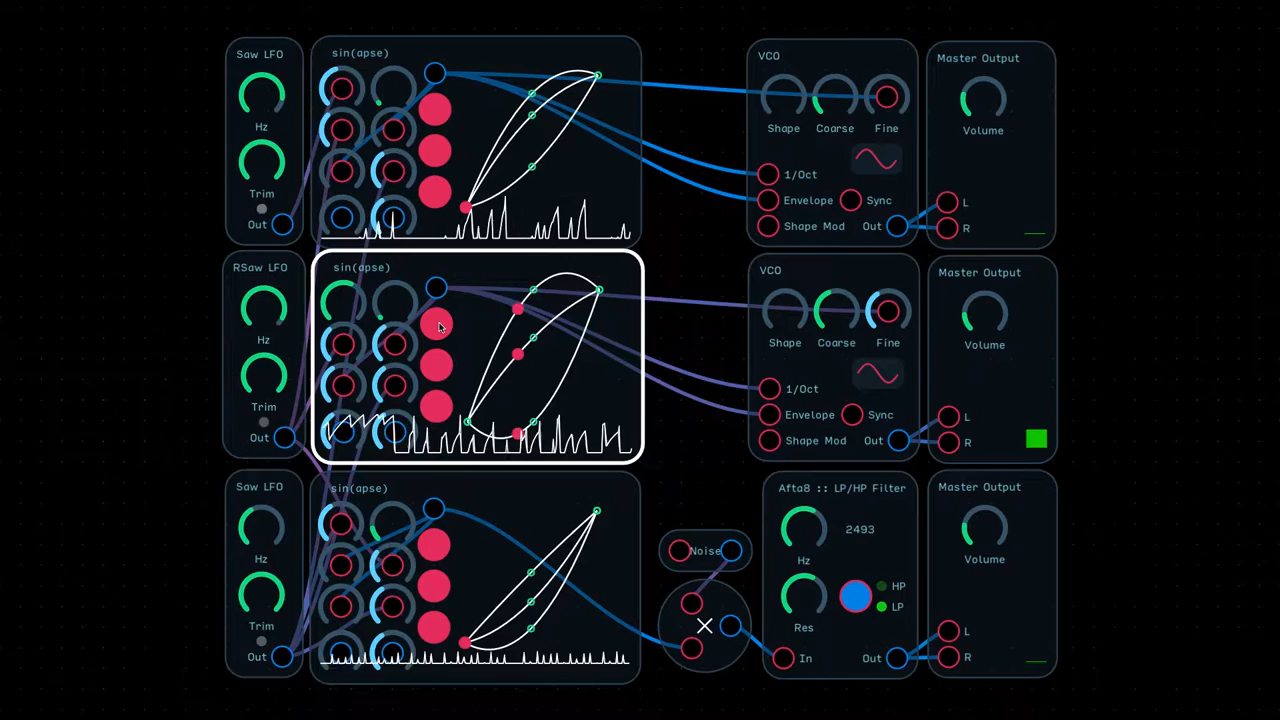 Saw LFO
Hz
Trim
Out
sin(apse)
VCO
Shape
Coarse
Fine
1/Oct
Envelope
Sync
Shape Mod
Out
Master Output
Volume
L
R
RSaw LFO
Hz
Trim
Out
sin(apse)
VCO
Shape
Coarse
Fine
1/Oct
Envelope
Sync
Shape Mod
Out
Master Output
Volume
L
R
Saw LFO
Hz
Trim
Out
sin(apse)
Noise
Afta8 :: LP/HP Filter
2493
Hz
HP
LP
Res
In
Out
Master Output
Volume
L
R